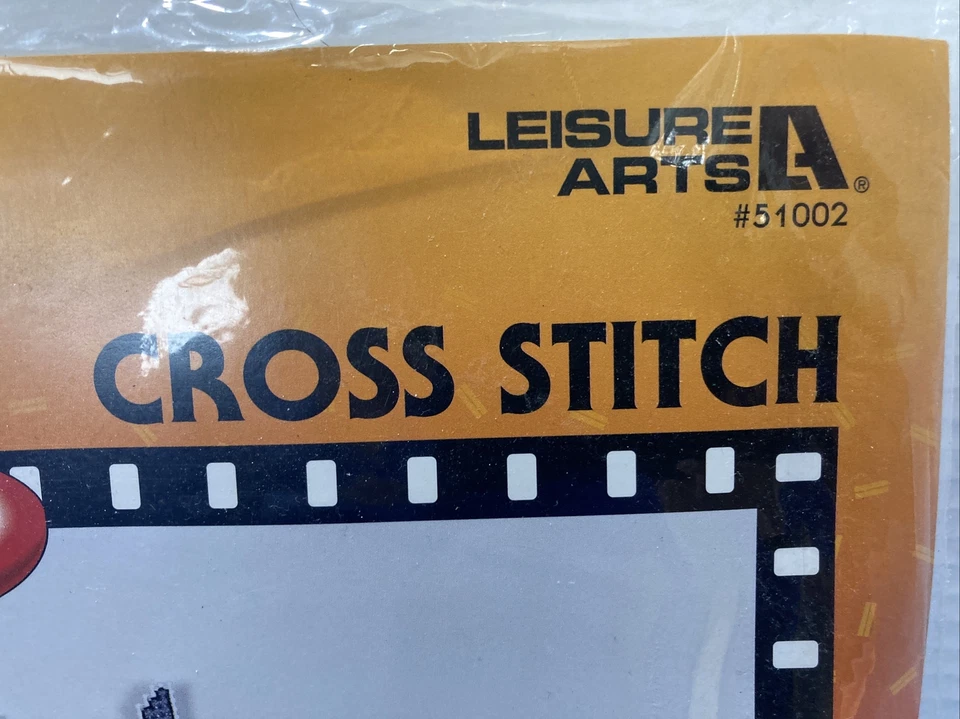 LEISURE
ARTS
#51002
CROSS STITCH